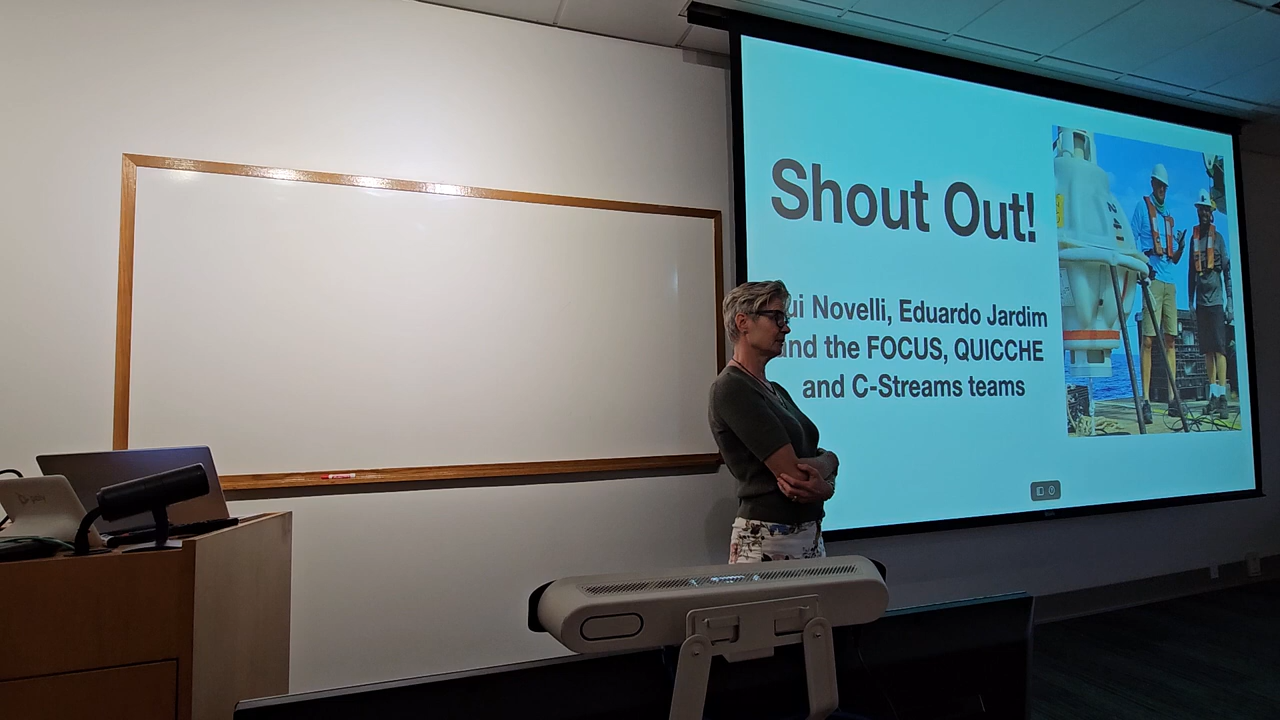 Shout Out!
ui Novelli, Eduardo Jardim
and the FOCUS, QUICCHE
and C-Streams teams